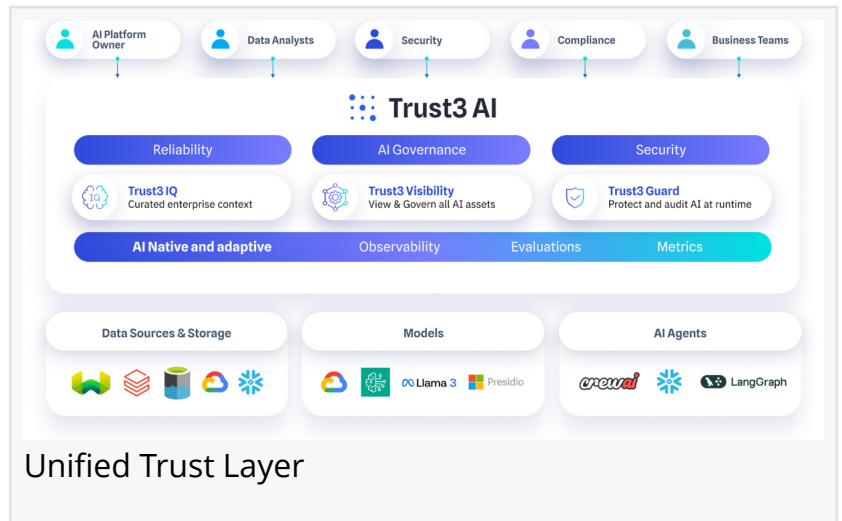 AI Platform
Owner
Data Analysts
Security
Compliance
Business Teams
Trust3 AI
Reliability
AI Governance
Security
IQ
Trust3 IQ
Curated enterprise context
Trust3 Visibility
View & Govern all AI assets
Trust3 Guard
Protect and audit AI at runtime
AI Native and adaptive
Observability
Evaluations
Metrics
Data Sources & Storage
Models
AI Agents
Llama 3
Presidio
crewai
LangGraph
Unified Trust Layer